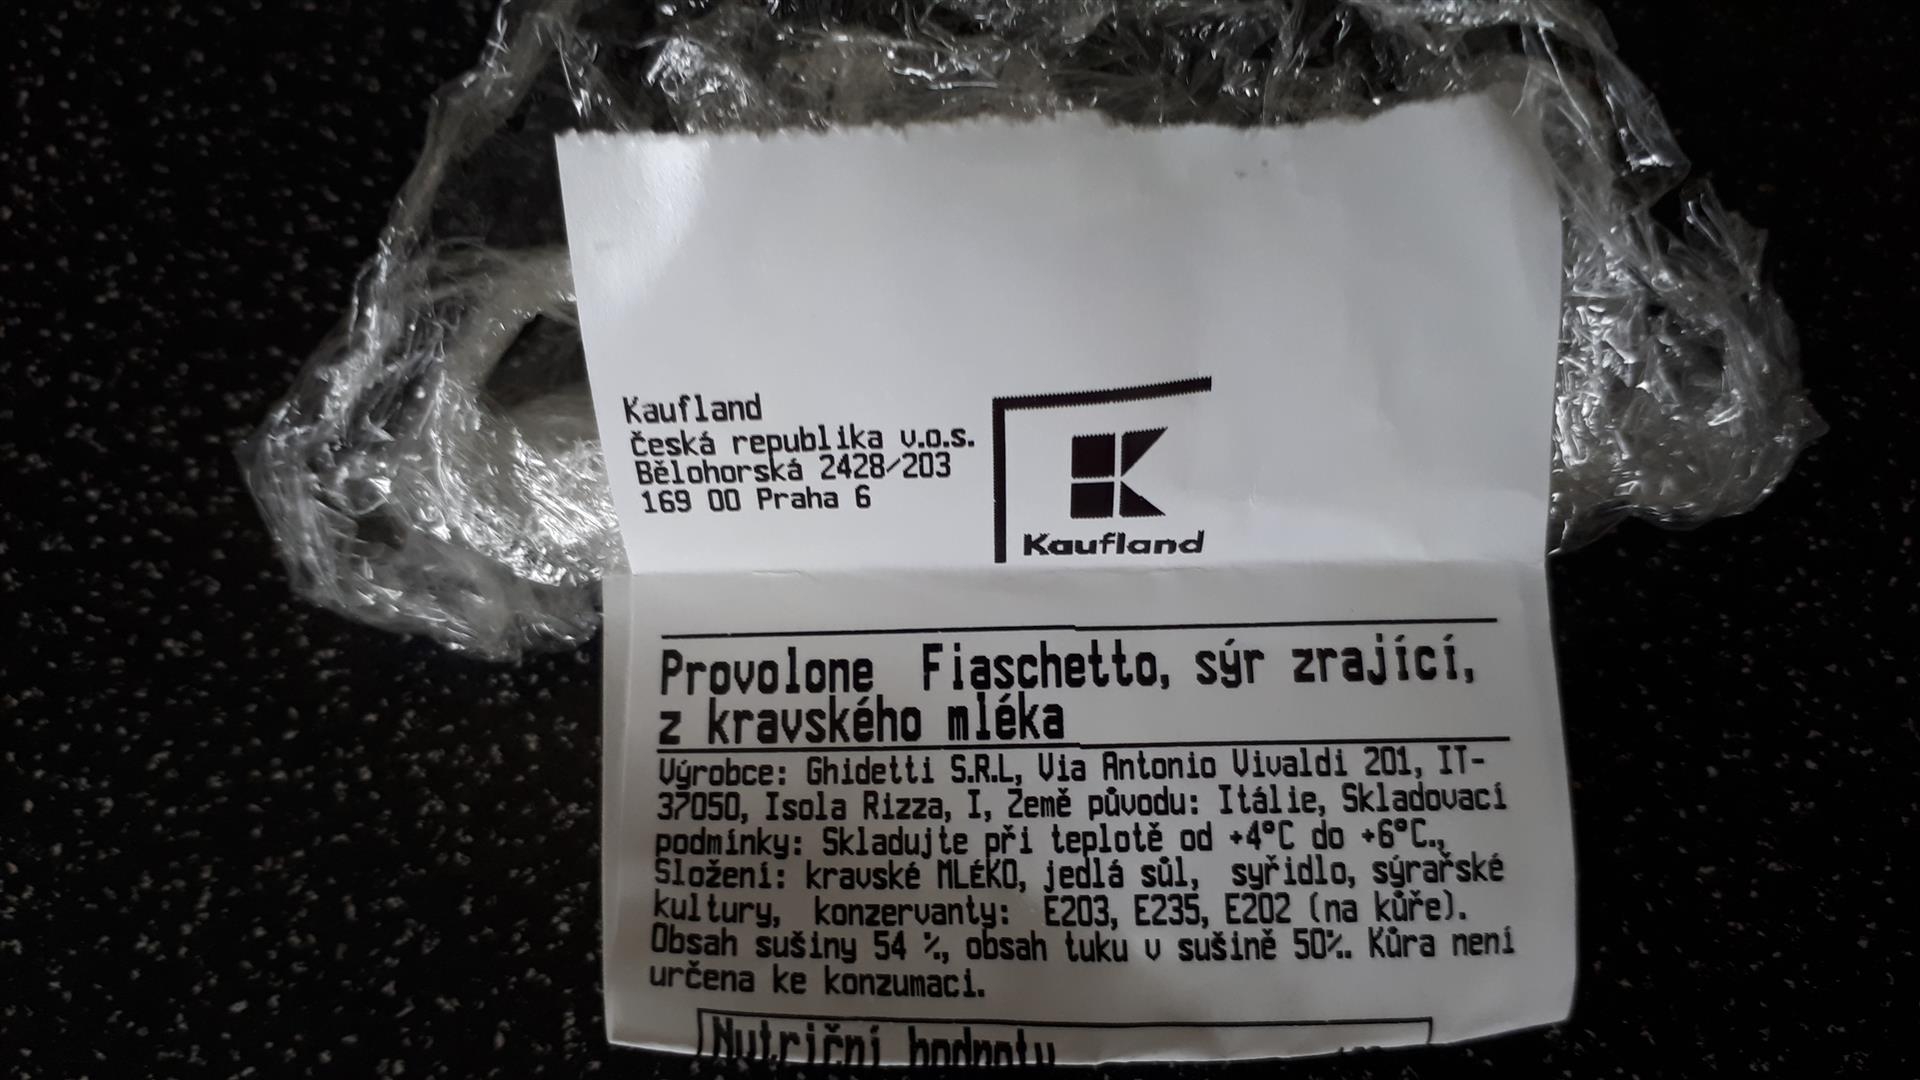 Kaufland
Česká republika v.o.s.
Bělohorská 2428/203
169 00 Praha 6
Kaufland
Provolone Fiaschetto, sýr zrající,
z kravského mléka
Výrobce: Ghidetti S.R.L, Via Antonio Vivaldi 201, IT-
37050, Isola Rizza, I, Země původu: Itálie, Skladovací
podmínky: Skladujte při teplotě od +4°C do +6°C.,
Složení: kravské MLÉKO, jedlá sůl, syřidlo, sýrařské
kultury, konzervanty: E203, E235, E202 (na kůře).
Obsah sušiny 54 %, obsah tuku v sušině 50%. Kůra není
určena ke konzumaci.
Nutriční hodnoty